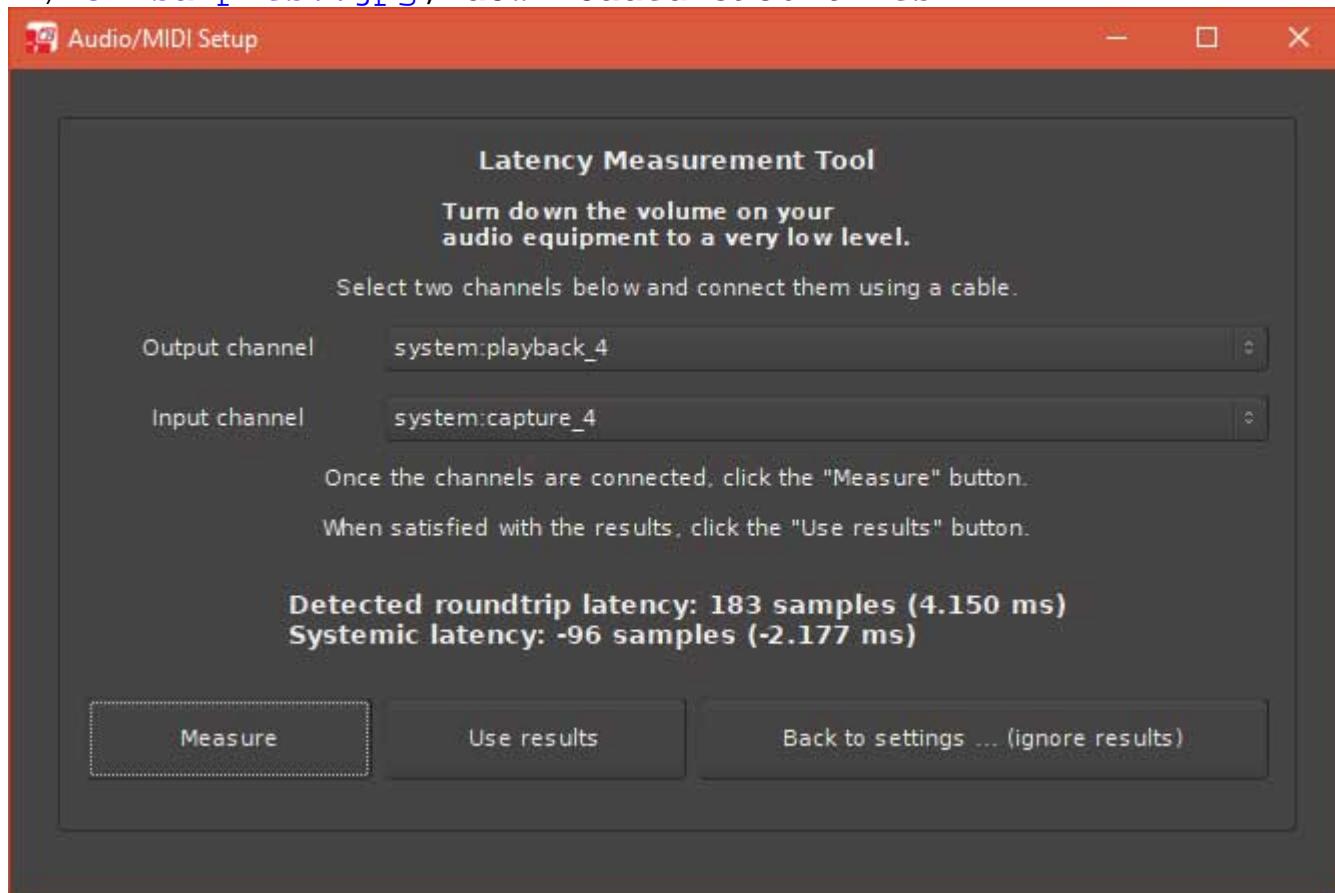 Audio/MIDI Setup
Latency Measurement Tool
Turn down the volume on your
audio equipment to a very low level.
Select two channels below and connect them using a cable.
Output channel system:playback_4
Input channel system:capture_4
Once the channels are connected, click the "Measure" button.
When satisfied with the results, click the "Use results" button.
Detected roundtrip latency: 183 samples (4.150 ms)
Systemic latency: -96 samples (-2.177 ms)
Measure Use results Back to settings ... (ignore results)